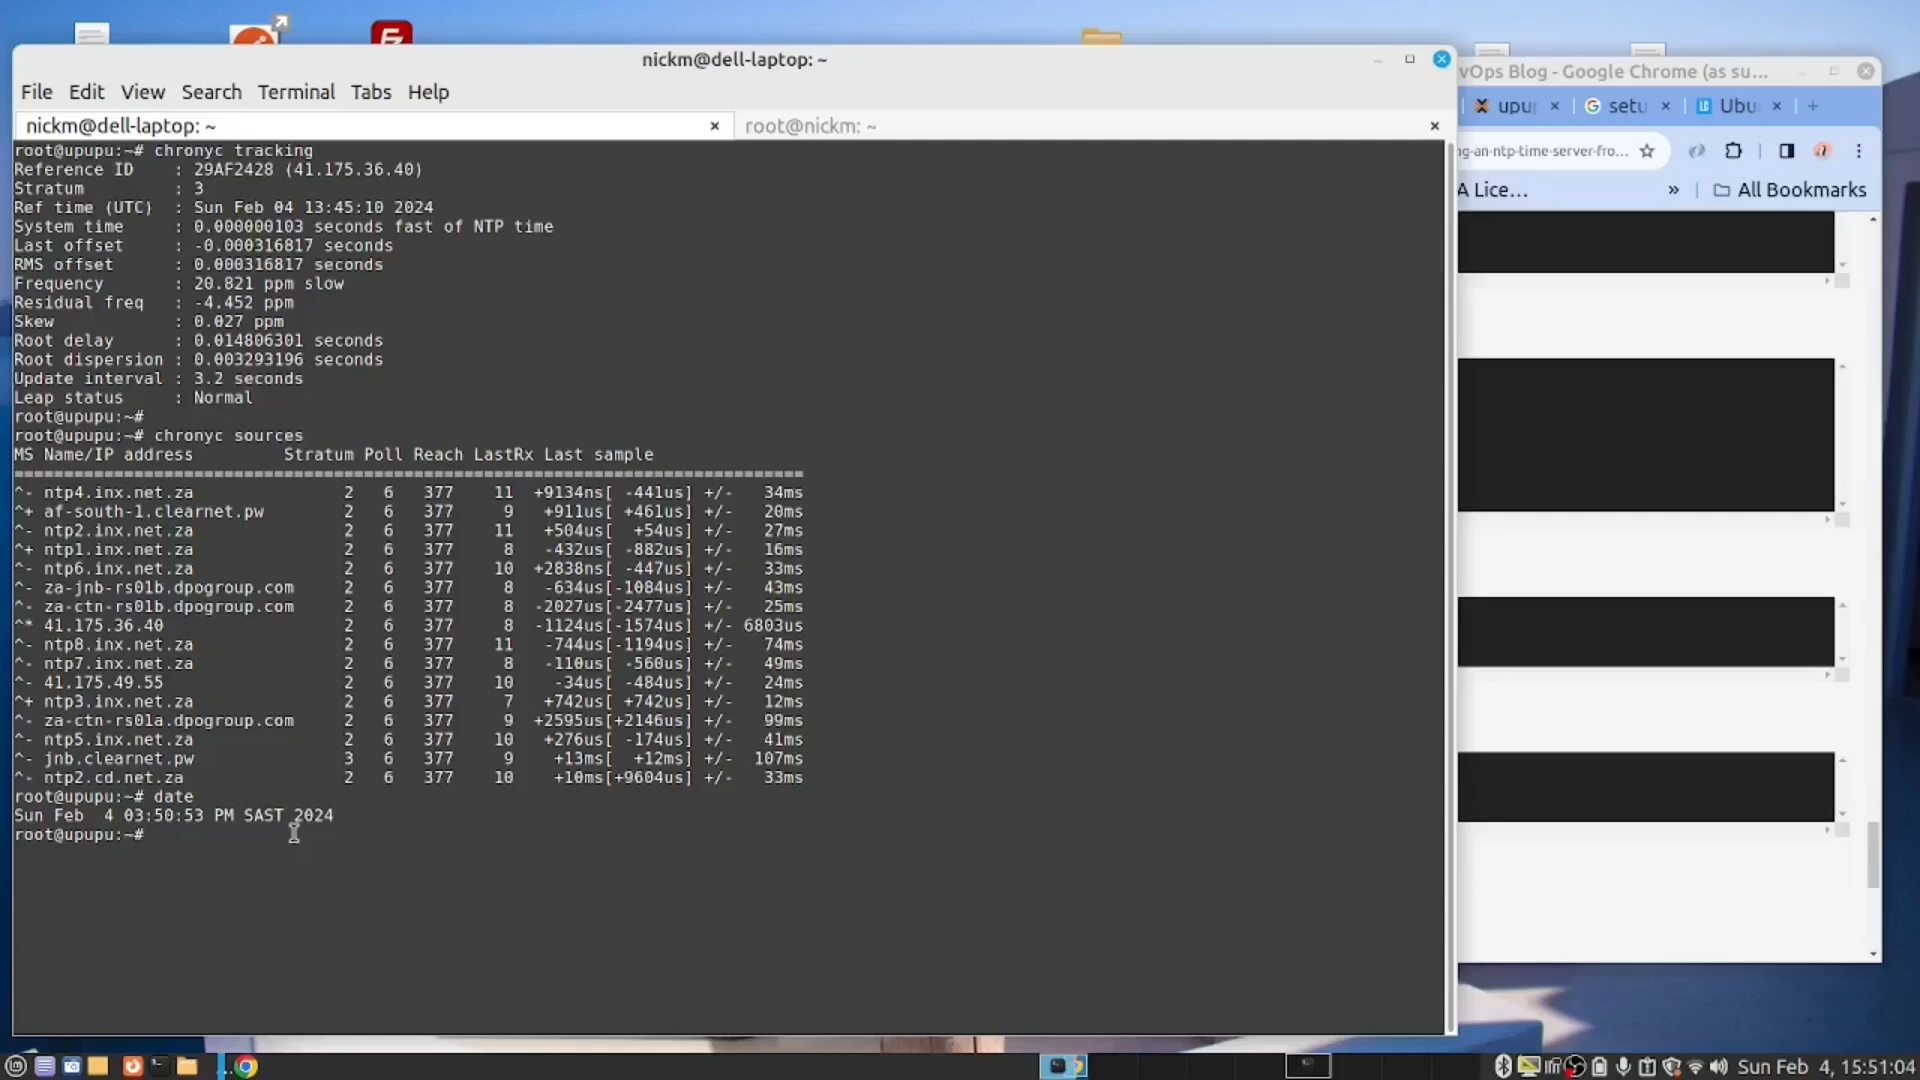 nickm@dell-laptop: ~
File Edit View Search Terminal Tabs Help
nickm@dell-laptop: ~
root@nickm: ~
root@upupu:~# chronyc tracking
Reference ID    : 29AF2428 (41.175.36.40)
Stratum         : 3
Ref time (UTC)  : Sun Feb 04 13:45:10 2024
System time     : 0.000000103 seconds fast of NTP time
Last offset     : -0.000316817 seconds
RMS offset      : 0.000316817 seconds
Frequency       : 20.821 ppm slow
Residual freq   : -4.452 ppm
Skew            : 0.027 ppm
Root delay      : 0.014806301 seconds
Root dispersion : 0.003293196 seconds
Update interval : 3.2 seconds
Leap status     : Normal
root@upupu:~#
root@upupu:~# chronyc sources
MS Name/IP address         Stratum Poll Reach LastRx Last sample
===============================================================================
^- ntp4.inx.net.za               2   6   377    11  +9134ns[ -441us] +/-   34ms
^+ af-south-1.clearnet.pw        2   6   377     9   +911us[ +461us] +/-   20ms
^- ntp2.inx.net.za               2   6   377    11   +504us[  +54us] +/-   27ms
^+ ntp1.inx.net.za               2   6   377     8   -432us[ -882us] +/-   16ms
^- ntp6.inx.net.za               2   6   377    10  +2838ns[ -447us] +/-   33ms
^- za-jnb-rs01b.dpogroup.com     2   6   377     8   -634us[-1084us] +/-   43ms
^- za-ctn-rs01b.dpogroup.com     2   6   377     8  -2027us[-2477us] +/-   25ms
^* 41.175.36.40                  2   6   377     8  -1124us[-1574us] +/- 6803us
^- ntp8.inx.net.za               2   6   377    11   -744us[-1194us] +/-   74ms
^- ntp7.inx.net.za               2   6   377     8   -110us[ -560us] +/-   49ms
^- 41.175.49.55                  2   6   377    10    -34us[ -484us] +/-   24ms
^+ ntp3.inx.net.za               2   6   377     7   +742us[ +742us] +/-   12ms
^- za-ctn-rs01a.dpogroup.com     2   6   377     9  +2595us[+2146us] +/-   99ms
^- ntp5.inx.net.za               2   6   377    10   +276us[ -174us] +/-   41ms
^- jnb.clearnet.pw               3   6   377     9    +13ms[  +12ms] +/-  107ms
^- ntp2.cd.net.za                2   6   377    10    +10ms[+9604us] +/-   33ms
root@upupu:~# date
Sun Feb  4 03:50:53 PM SAST 2024
root@upupu:~#
vOps Blog - Google Chrome (as su...
upu setu Ubu
ng-an-ntp-time-server-fro...
A Lice... » All Bookmarks
Sun Feb 4, 15:51:04